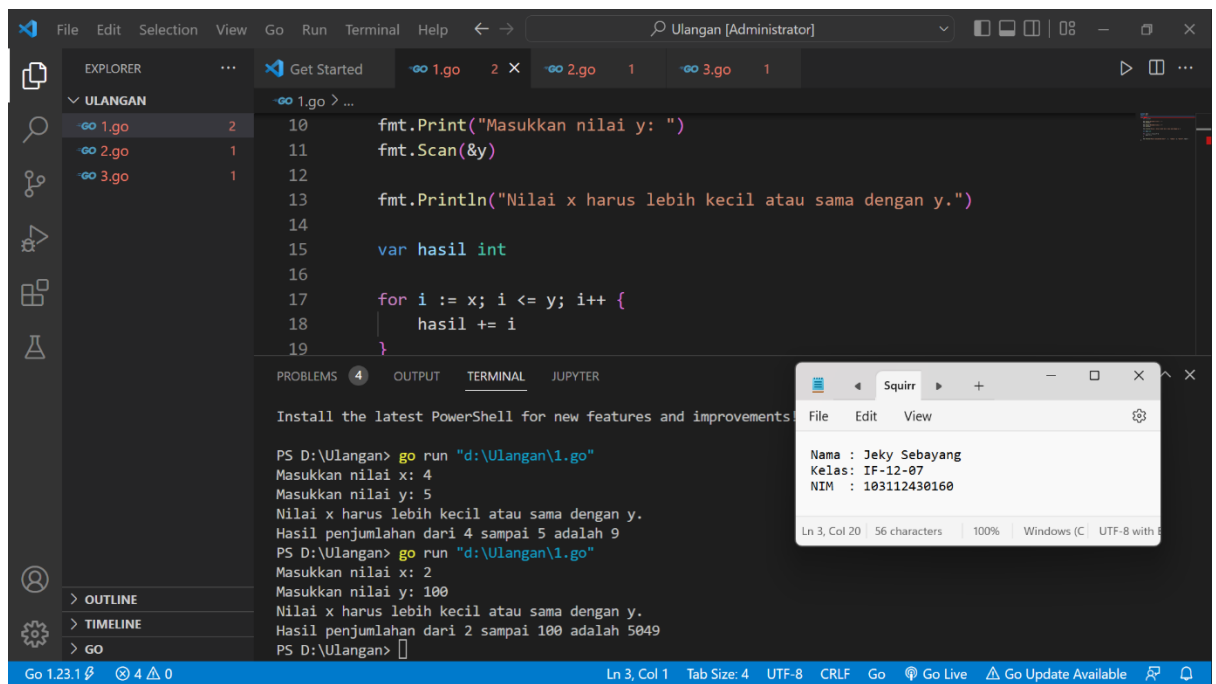 File Edit Selection View Go Run Terminal Help Ulangan [Administrator]
EXPLORER
ULANGAN
GO 1.go 2
GO 2.go 1
GO 3.go 1
OUTLINE
TIMELINE
GO
Get Started GO 1.go 2 GO 2.go 1 GO 3.go 1
GO 1.go > ...
10 fmt.Print("Masukkan nilai y: ")
11 fmt.Scan(&y)
12
13 fmt.Println("Nilai x harus lebih kecil atau sama dengan y.")
14
15 var hasil int
16
17 for i := x; i <= y; i++ {
18 hasil += i
19 }
PROBLEMS 4 OUTPUT TERMINAL JUPYTER
Install the latest PowerShell for new features and improvements!
PS D:\Ulangan> go run "d:\Ulangan\1.go"
Masukkan nilai x: 4
Masukkan nilai y: 5
Nilai x harus lebih kecil atau sama dengan y.
Hasil penjumlahan dari 4 sampai 5 adalah 9
PS D:\Ulangan> go run "d:\Ulangan\1.go"
Masukkan nilai x: 2
Masukkan nilai y: 100
Nilai x harus lebih kecil atau sama dengan y.
Hasil penjumlahan dari 2 sampai 100 adalah 5049
PS D:\Ulangan>
Squirr
File Edit View
Nama : Jeky Sebayang
Kelas: IF-12-07
NIM : 103112430160
Ln 3, Col 20 56 characters 100% Windows (C UTF-8 with
Go 1.23.1 4 0 Ln 3, Col 1 Tab Size: 4 UTF-8 CRLF Go Go Live Go Update Available